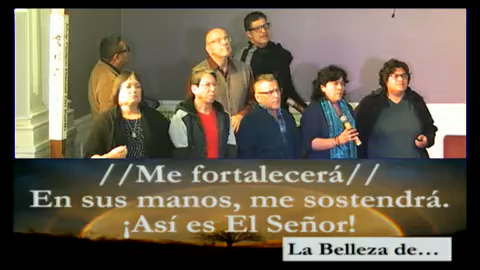 //Me fortalecerá//
En sus manos, me sostendrá.
¡Así es El Señor!
La Belleza de...